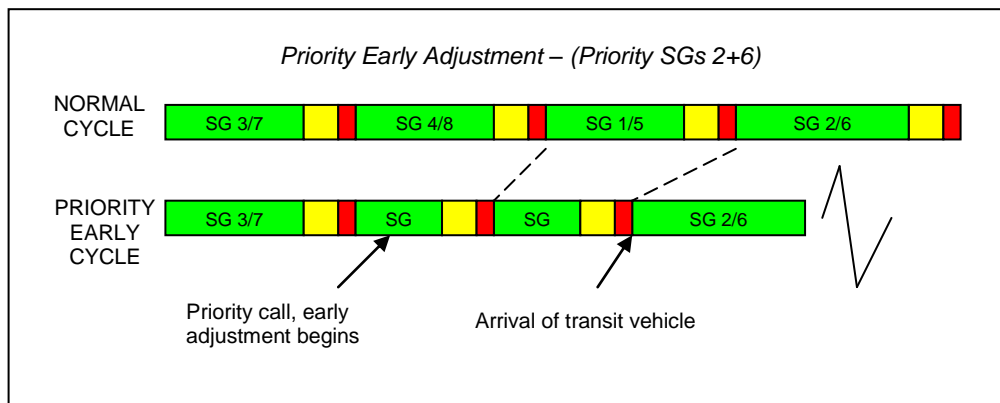 Priority Early Adjustment – (Priority SGs 2+6)
NORMAL
CYCLE
SG 3/7 SG 4/8 SG 1/5 SG 2/6
PRIORITY
EARLY
CYCLE
SG 3/7 SG SG SG 2/6
Priority call, early
adjustment begins
Arrival of transit vehicle